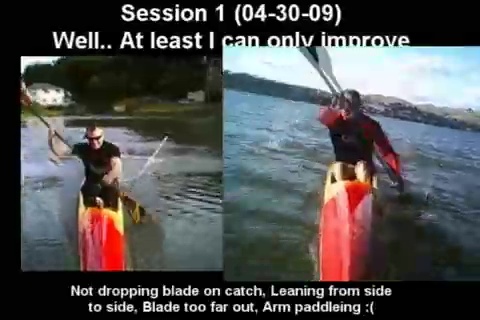 Session 1 (04-30-09)
Well.. At least I can only improve
Not dropping blade on catch, Leaning from side
to side, Blade too far out, Arm paddleing :(